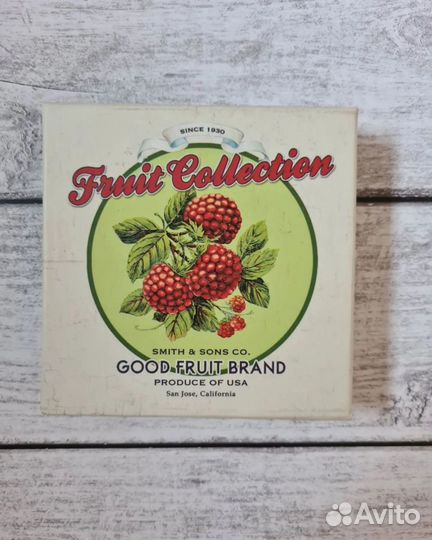 SINCE 1930
Fruit Collection
SMITH & SONS CO.
GOOD FRUIT BRAND
PRODUCE OF USA
San Jose, California
Avito